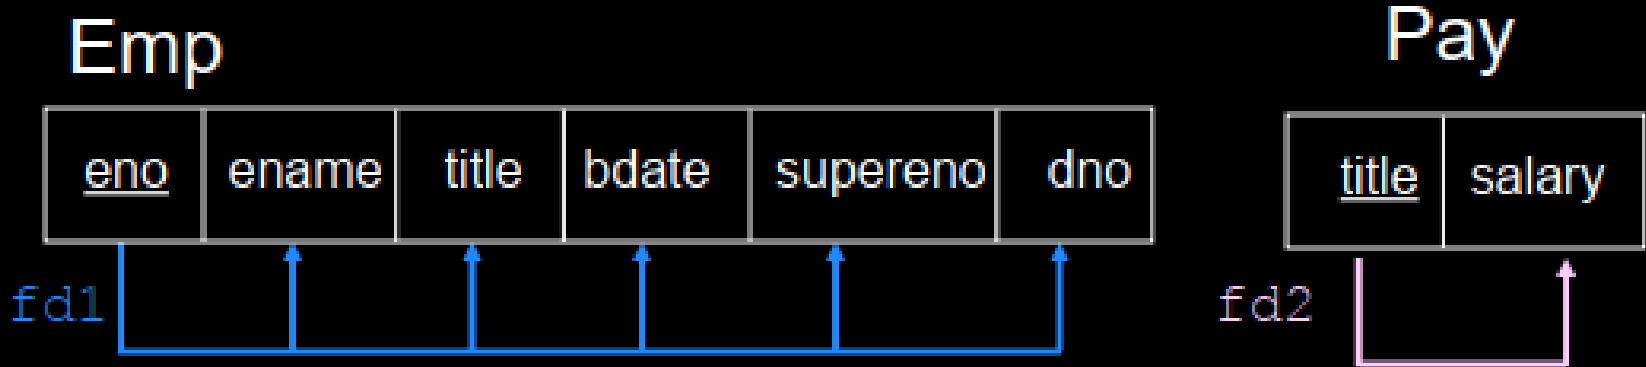 Emp Pay
eno ename title bdate supereno dno title salary
fd1 fd2